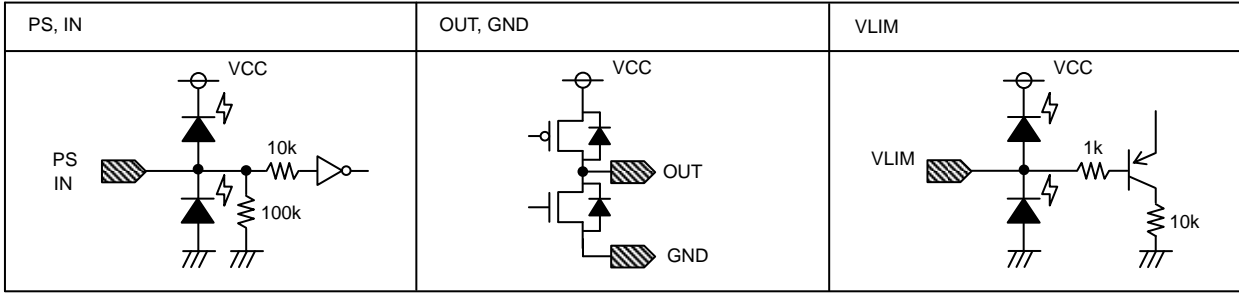 PS, IN
OUT, GND
VLIM
VCC
PS
IN
10k
100k
VCC
OUT
GND
VCC
VLIM
1k
10k